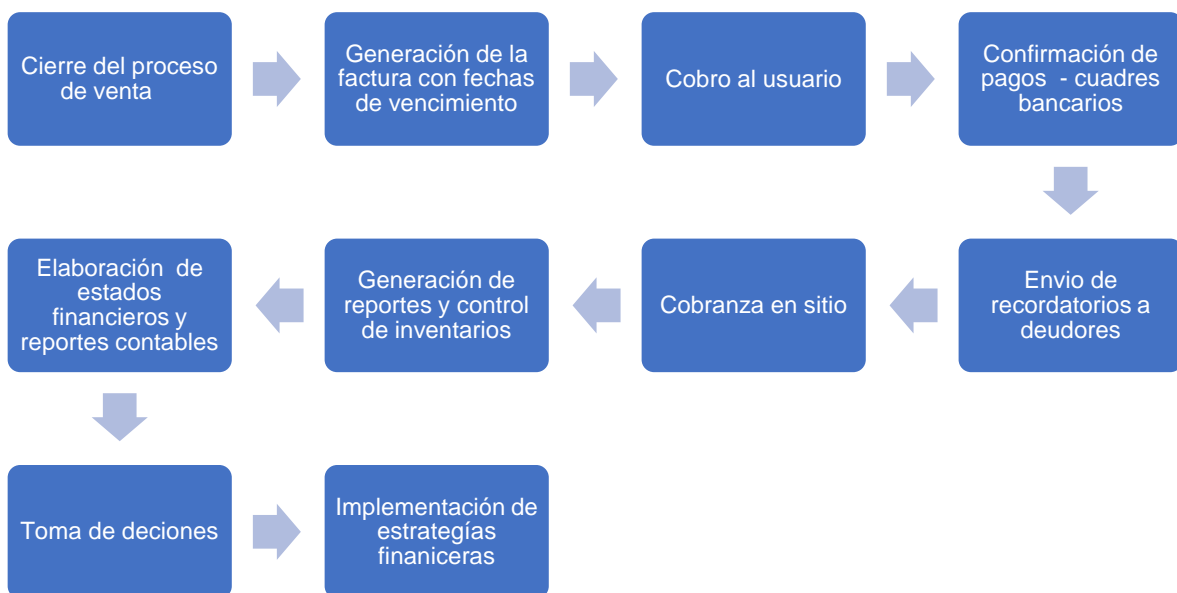 Cierre del proceso
de venta
Generación de la
factura con fechas
de vencimiento
Cobro al usuario
Confirmación de
pagos - cuadres
bancarios
Envio de
recordatorios a
deudores
Cobranza en sitio
Generación de
reportes y control
de inventarios
Elaboración de
estados
financieros y
reportes contables
Toma de deciones
Implementación de
estrategías
finaniceras